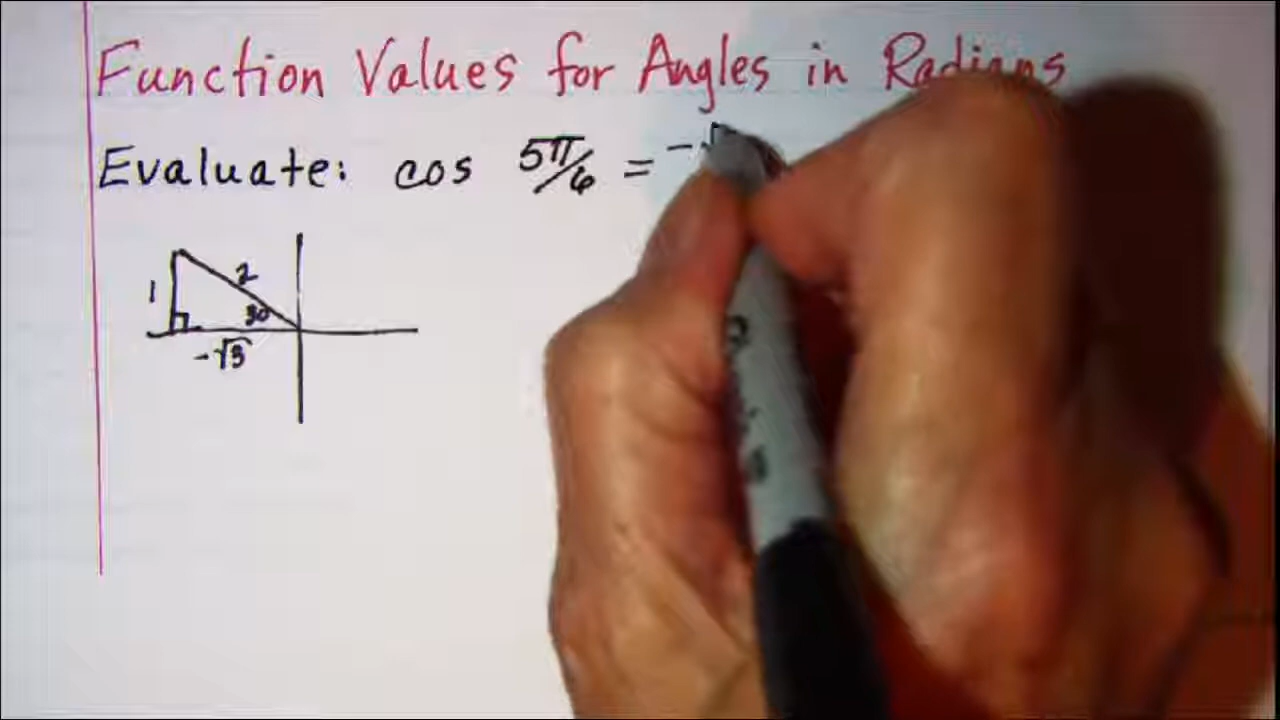 Function Values for Angles in Radians
Evaluate: cos 5π/6 = -√
2
1
30
-√3